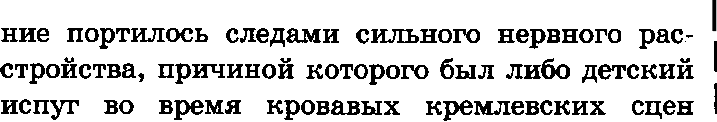 ние портилось следами сильного нервного рас-
стройства, причиной которого был либо детский
испуг во время кровавых кремлевских сцен